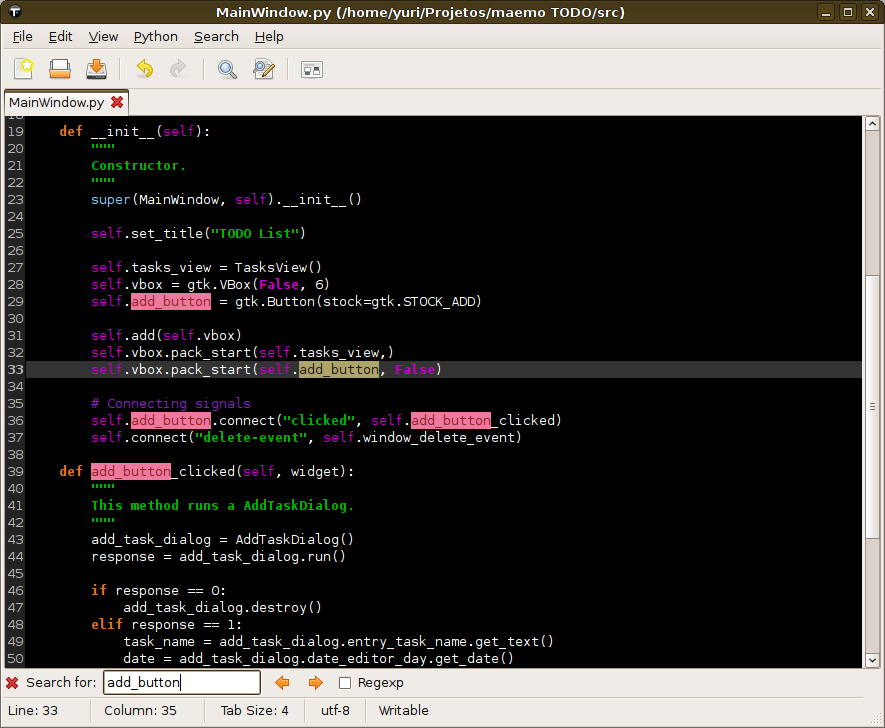 MainWindow.py (/home/yuri/Projetos/maemo TODO/src)
File Edit View Python Search Help
MainWindow.py
18
19     def __init__(self):
20         """
21         Constructor.
22         """
23         super(MainWindow, self).__init__()
24
25         self.set_title("TODO List")
26
27         self.tasks_view = TasksView()
28         self.vbox = gtk.VBox(False, 6)
29         self.add_button = gtk.Button(stock=gtk.STOCK_ADD)
30
31         self.add(self.vbox)
32         self.vbox.pack_start(self.tasks_view,)
33         self.vbox.pack_start(self.add_button, False)
34
35         # Connecting signals
36         self.add_button.connect("clicked", self.add_button_clicked)
37         self.connect("delete-event", self.window_delete_event)
38
39     def add_button_clicked(self, widget):
40         """
41         This method runs a AddTaskDialog.
42         """
43         add_task_dialog = AddTaskDialog()
44         response = add_task_dialog.run()
45
46         if response == 0:
47             add_task_dialog.destroy()
48         elif response == 1:
49             task_name = add_task_dialog.entry_task_name.get_text()
50             date = add_task_dialog.date_editor_day.get_date()
Search for: add_button Regexp
Line: 33 Column: 35 Tab Size: 4 utf-8 Writable